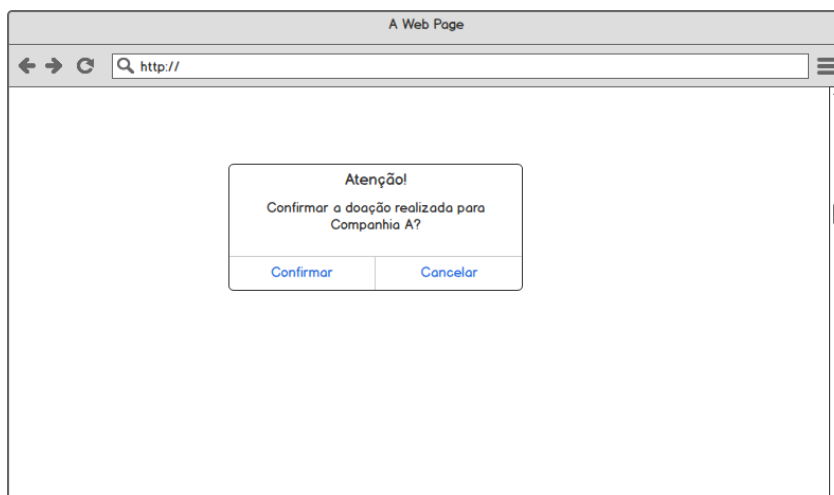 A Web Page
http://
Atenção!
Confirmar a doação realizada para
Companhia A?
Confirmar
Cancelar